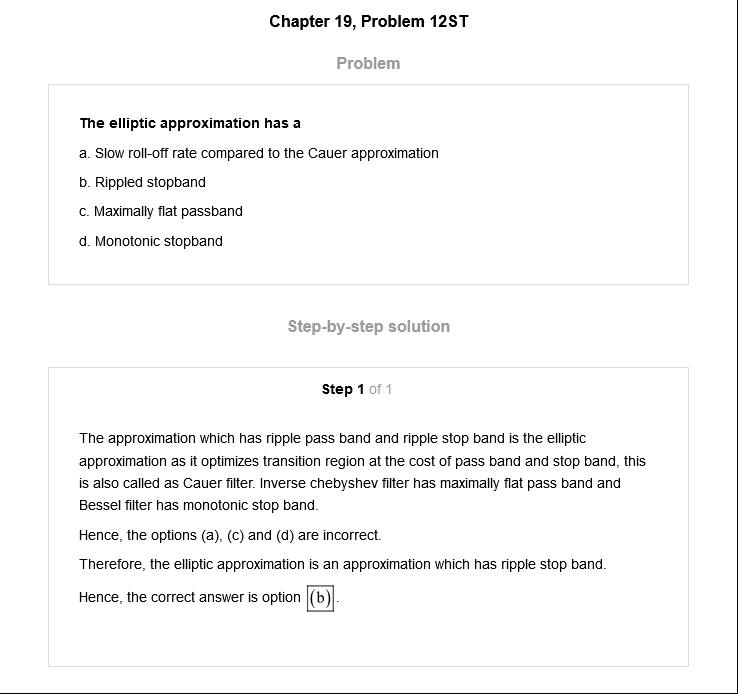 Chapter 19, Problem 12ST
Problem
The elliptic approximation has a
a. Slow roll-off rate compared to the Cauer approximation
b. Rippled stopband
c. Maximally flat passband
d. Monotonic stopband
Step-by-step solution
Step 1 of 1
The approximation which has ripple pass band and ripple stop band is the elliptic
approximation as it optimizes transition region at the cost of pass band and stop band, this
is also called as Cauer filter. Inverse chebyshev filter has maximally flat pass band and
Bessel filter has monotonic stop band.
Hence, the options (a), (c) and (d) are incorrect.
Therefore, the elliptic approximation is an approximation which has ripple stop band.
Hence, the correct answer is option (b).